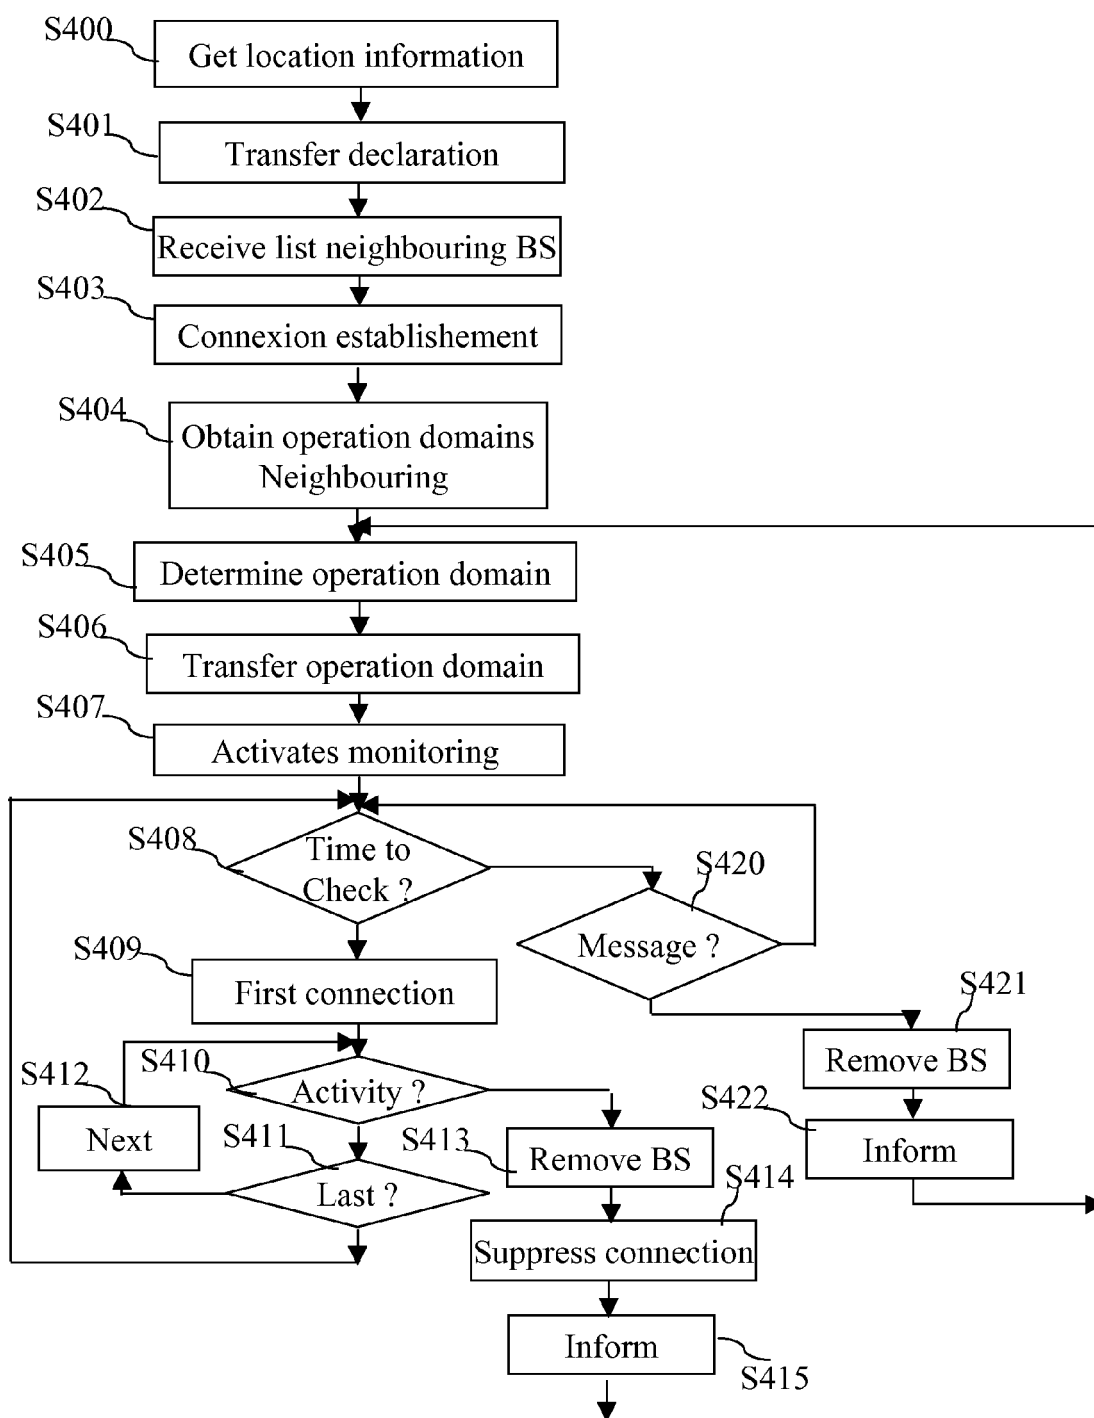 S400
Get location information
S401
Transfer declaration
S402
Receive list neighbouring BS
S403
Connexion establishement
S404
Obtain operation domains
Neighbouring
S405
Determine operation domain
S406
Transfer operation domain
S407
Activates monitoring
S408
Time to
Check ?
S420
Message ?
S409
First connection
S421
Remove BS
S410
Activity ?
S412
Next
S422
Inform
S411
Last ?
S413
Remove BS
S414
Suppress connection
Inform
S415